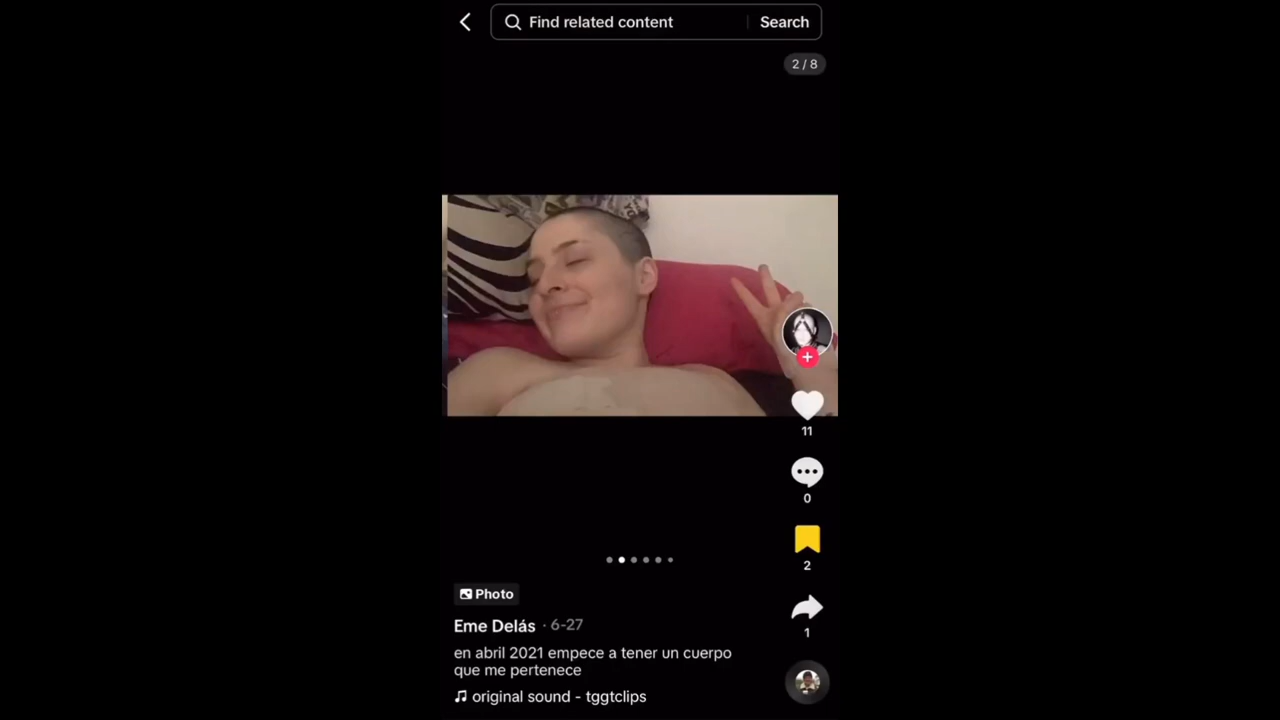 Find related content
Search
2 / 8
11
0
2
1
Photo
Eme Delás · 6-27
en abril 2021 empece a tener un cuerpo
que me pertenece
original sound - tggtclips